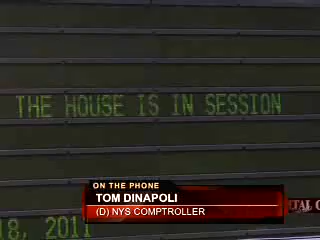 THE HOUSE IS IN SESSION
ON THE PHONE
TOM DINAPOLI
(D) NYS COMPTROLLER
18, 2011